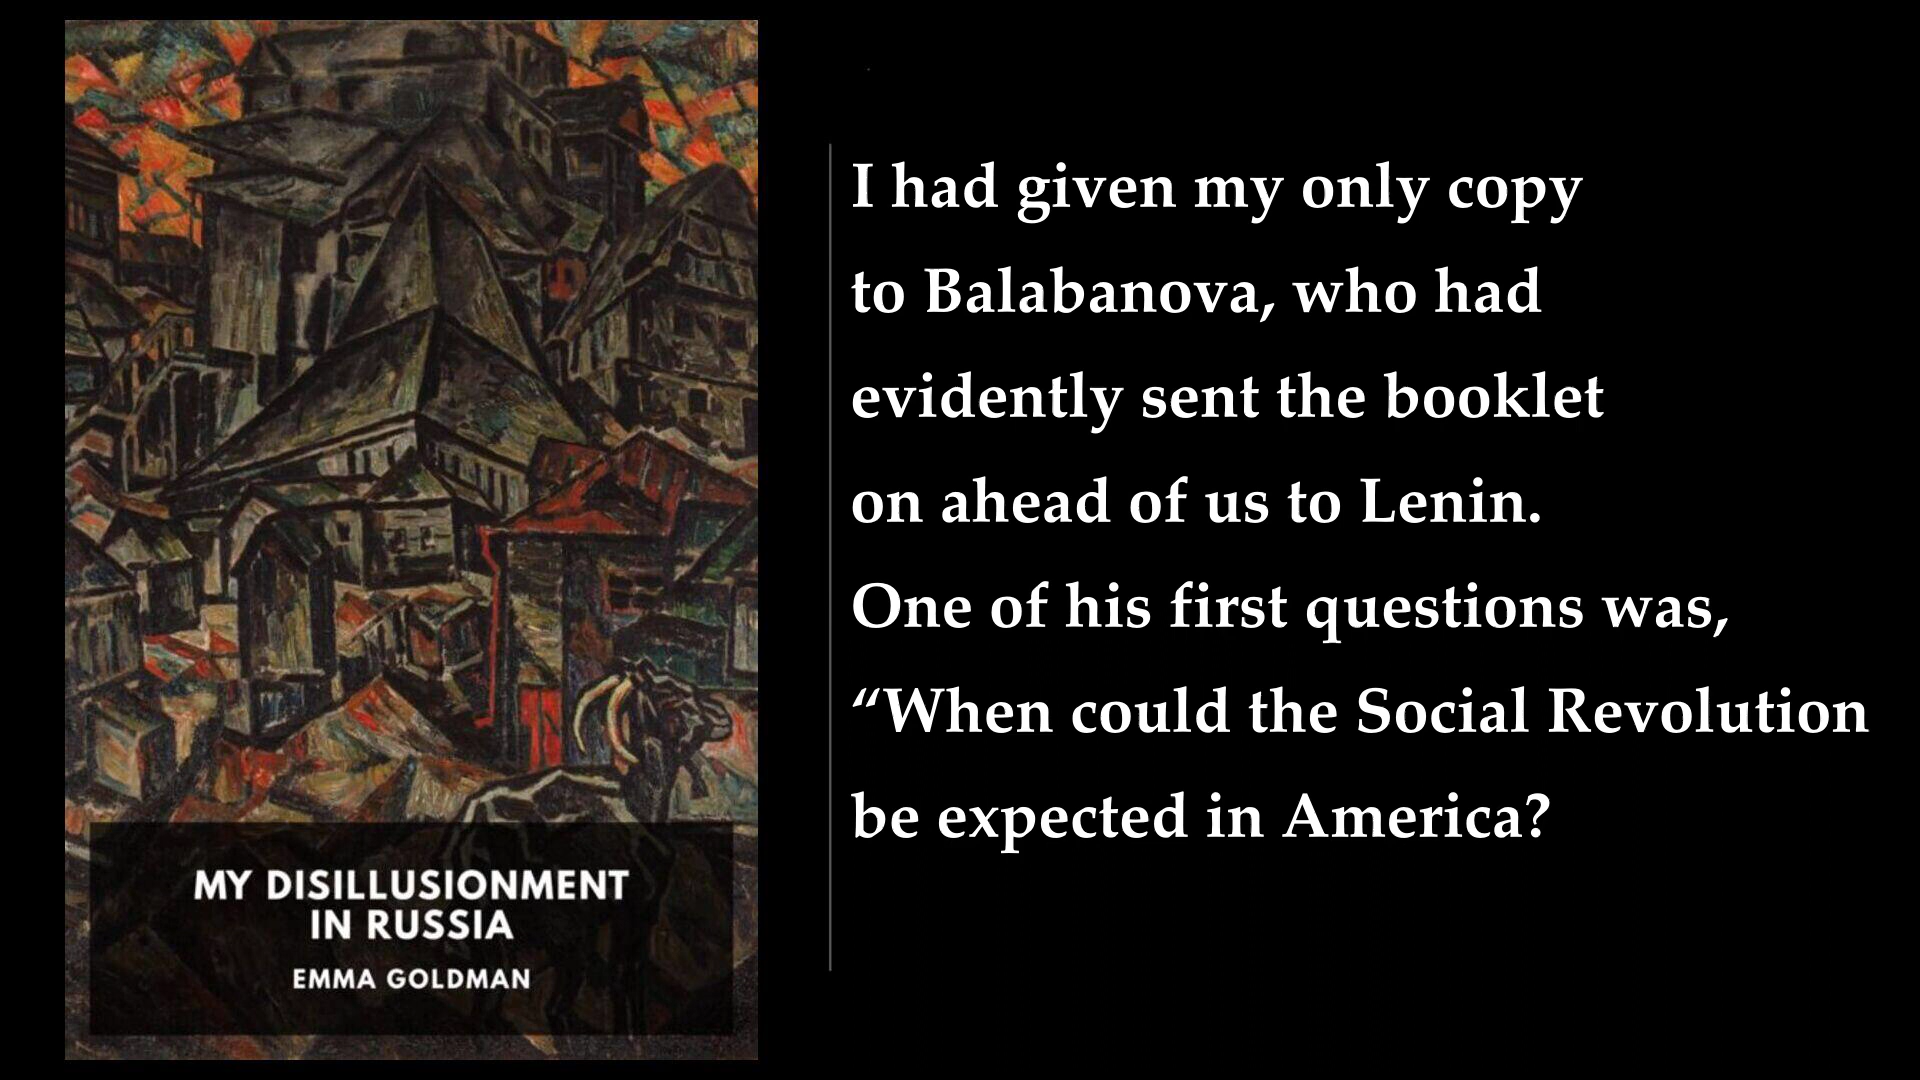 MY DISILLUSIONMENT
IN RUSSIA
EMMA GOLDMAN
I had given my only copy
to Balabanova, who had
evidently sent the booklet
on ahead of us to Lenin.
One of his first questions was,
“When could the Social Revolution
be expected in America?